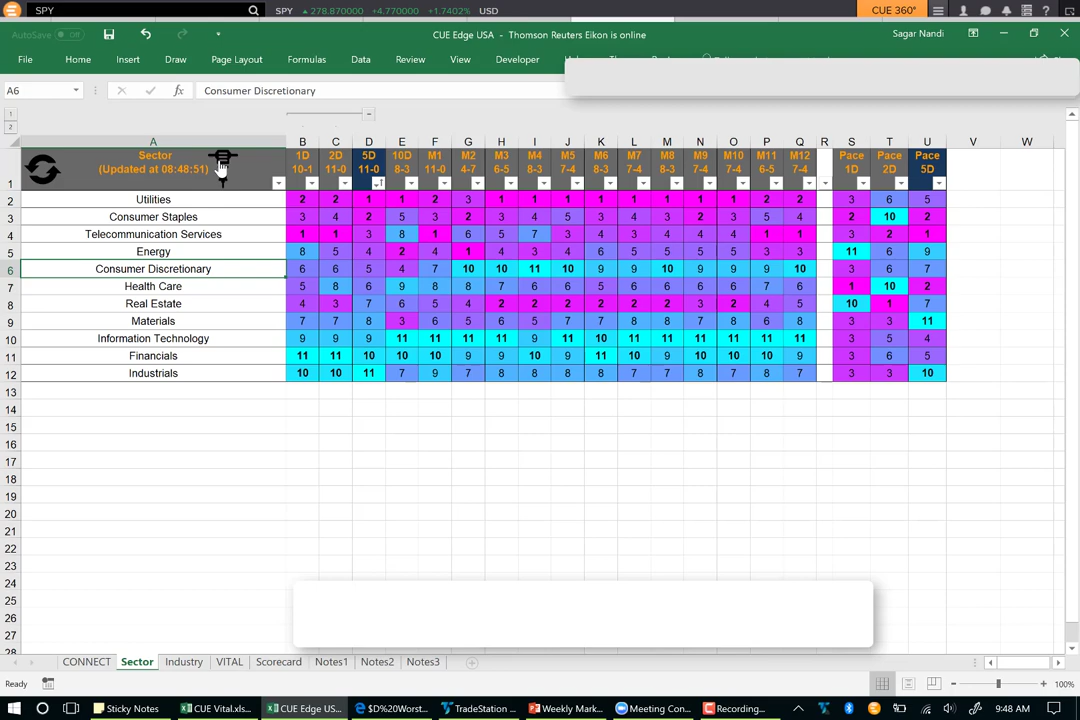 SPY SPY 278.870000 +4.770000 +1.7402% USD CUE 360°
AutoSave Off CUE Edge USA - Thomson Reuters Eikon is online Sagar Nandi
File Home Insert Draw Page Layout Formulas Data Review View Developer
A6 fx Consumer Discretionary
1
2
A B C D E F G H I J K L M N O P Q R S T U V W
Sector 1D 2D 5D 10D M1 M2 M3 M4 M5 M6 M7 M8 M9 M10 M11 M12 Pace Pace Pace
(Updated at 08:48:51) 10-1 11-0 11-0 8-3 11-0 4-7 6-5 8-3 7-4 8-3 7-4 8-3 7-4 7-4 6-5 7-4 1D 2D 5D
1
2 Utilities 2 2 1 1 2 3 1 1 1 1 1 1 1 1 2 2 3 6 5
3 Consumer Staples 3 4 2 5 3 2 3 4 5 3 4 3 2 3 5 4 2 10 2
4 Telecommunication Services 1 1 3 8 1 6 5 7 3 4 3 4 4 4 1 1 3 2 1
5 Energy 8 5 4 2 4 1 4 3 4 6 5 5 5 5 3 3 11 6 9
6 Consumer Discretionary 6 6 5 4 7 10 10 11 10 9 9 10 9 9 9 10 3 6 7
7 Health Care 5 8 6 9 8 8 7 6 6 5 6 6 6 6 7 6 1 10 2
8 Real Estate 4 3 7 6 5 4 2 2 2 2 2 2 3 2 4 5 10 1 7
9 Materials 7 7 8 3 6 5 6 5 7 7 8 7 8 7 6 8 3 3 11
10 Information Technology 9 9 9 11 11 11 11 9 11 10 11 11 11 11 11 11 3 5 4
11 Financials 11 11 10 10 10 9 9 10 9 11 10 9 10 10 10 9 3 6 5
12 Industrials 10 10 11 7 9 7 8 8 8 8 7 8 7 8 8 7 3 3 10
13
14
15
16
17
18
19
20
21
22
23
24
25
26
27
28
CONNECT Sector Industry VITAL Scorecard Notes1 Notes2 Notes3
Ready 100%
Sticky Notes CUE Vital.xls... CUE Edge US... $D%20Worst... TradeStation ... Weekly Mark... Meeting Con... Recording... 9:48 AM